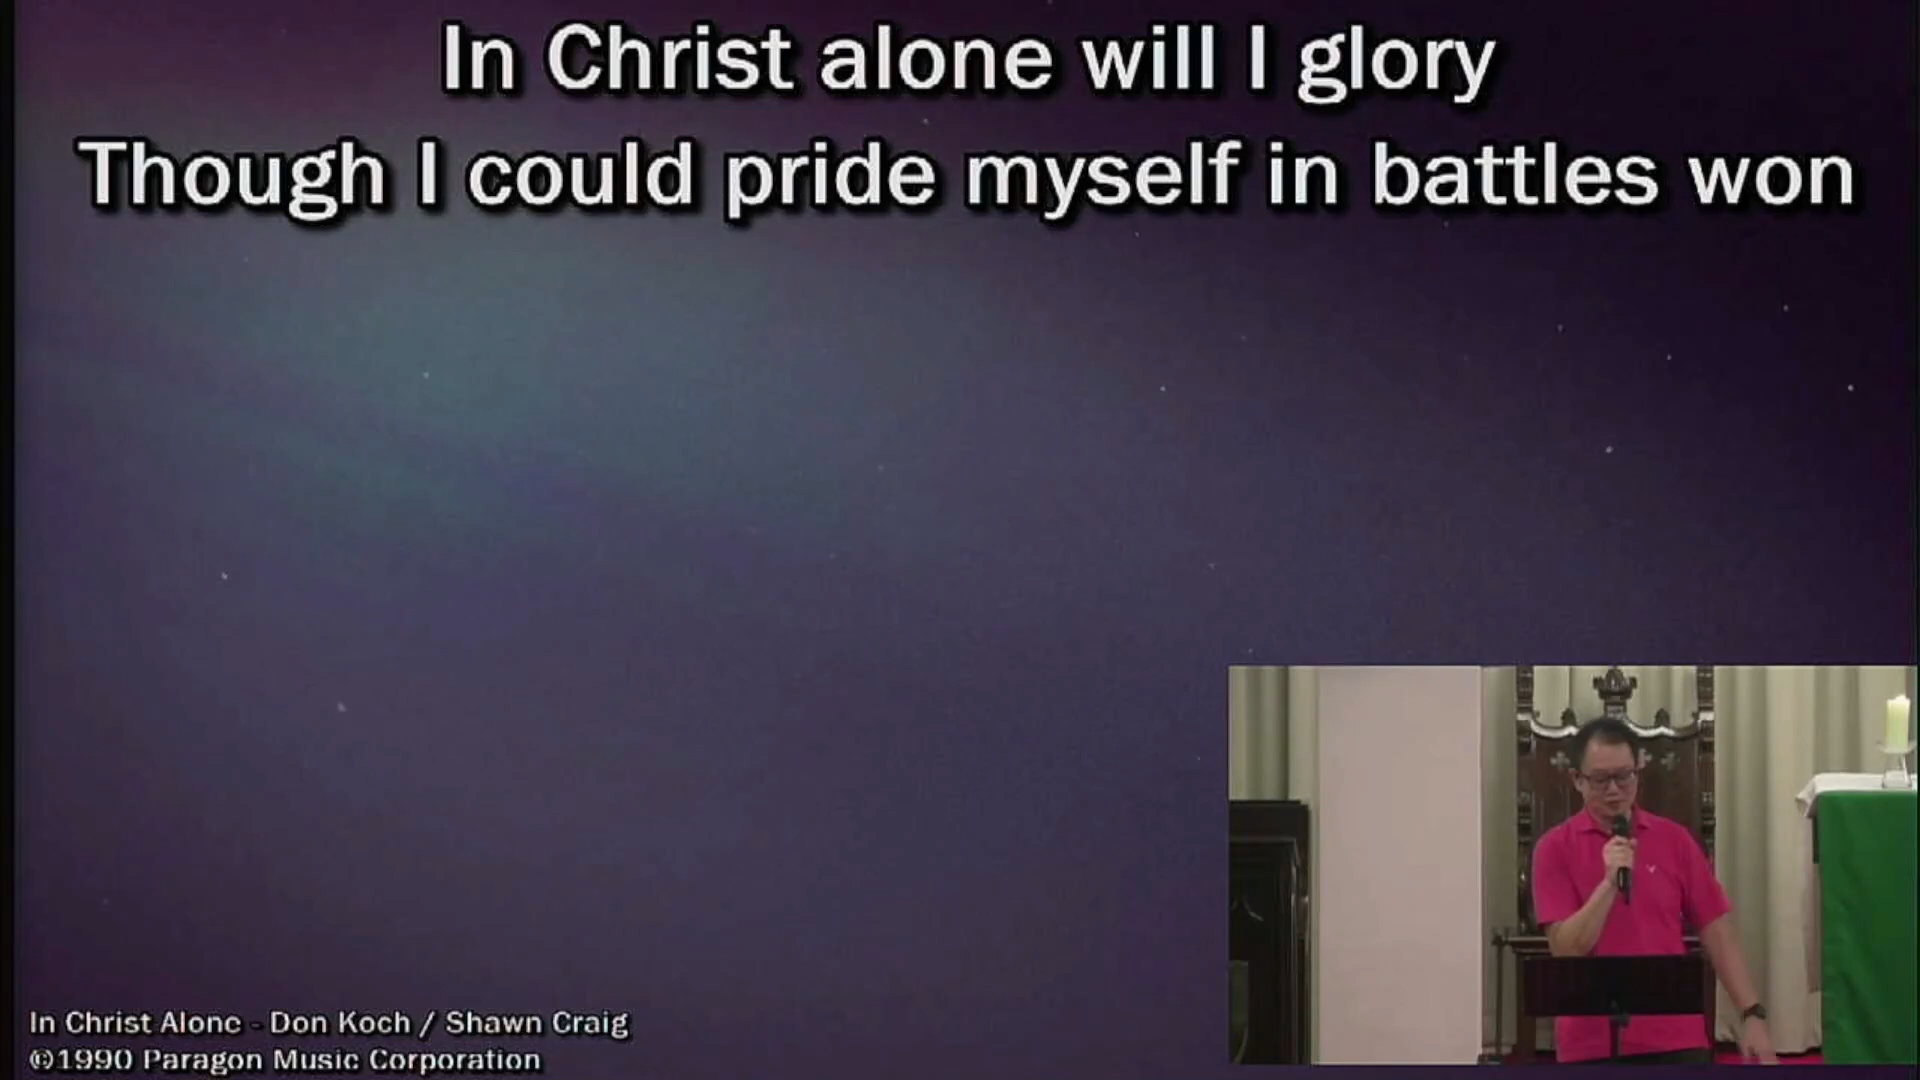 In Christ alone will I glory
Though I could pride myself in battles won
In Christ Alone - Don Koch / Shawn Craig
©1990 Paragon Music Corporation